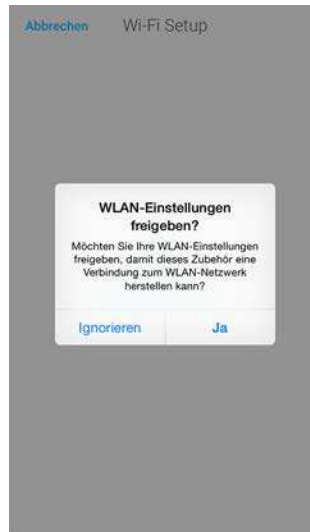 Abbrechen Wi-Fi Setup
WLAN-Einstellungen
freigeben?
Möchten Sie Ihre WLAN-Einstellungen
freigeben, damit dieses Zubehör eine
Verbindung zum WLAN-Netzwerk
herstellen kann?
Ignorieren Ja